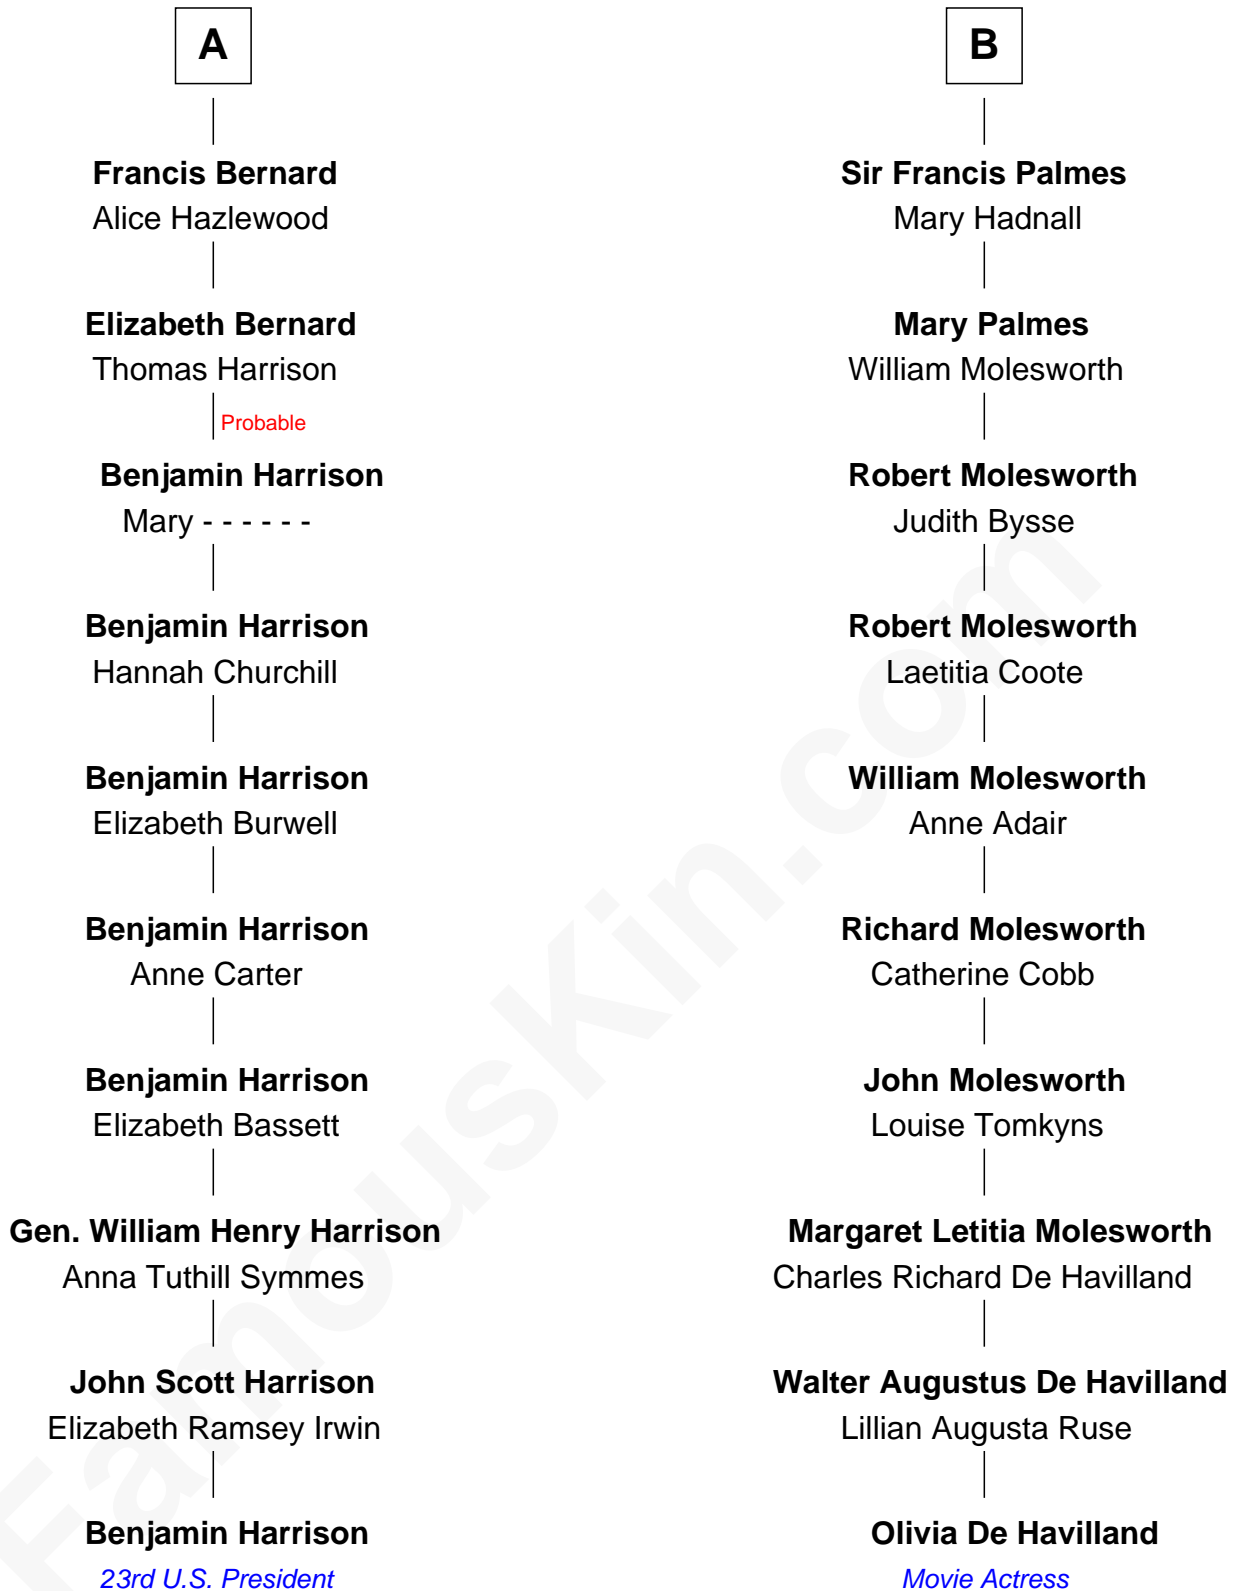 A
Francis Bernard
Alice Hazlewood
Elizabeth Bernard
Thomas Harrison
Probable
Benjamin Harrison
Mary - - - - - -
Benjamin Harrison
Hannah Churchill
Benjamin Harrison
Elizabeth Burwell
Benjamin Harrison
Anne Carter
Benjamin Harrison
Elizabeth Bassett
Gen. William Henry Harrison
Anna Tuthill Symmes
John Scott Harrison
Elizabeth Ramsey Irwin
Benjamin Harrison
23rd U.S. President
B
Sir Francis Palmes
Mary Hadnall
Mary Palmes
William Molesworth
Robert Molesworth
Judith Bysse
Robert Molesworth
Laetitia Coote
William Molesworth
Anne Adair
Richard Molesworth
Catherine Cobb
John Molesworth
Louise Tomkyns
Margaret Letitia Molesworth
Charles Richard De Havilland
Walter Augustus De Havilland
Lillian Augusta Ruse
Olivia De Havilland
Movie Actress
FamousKin.com